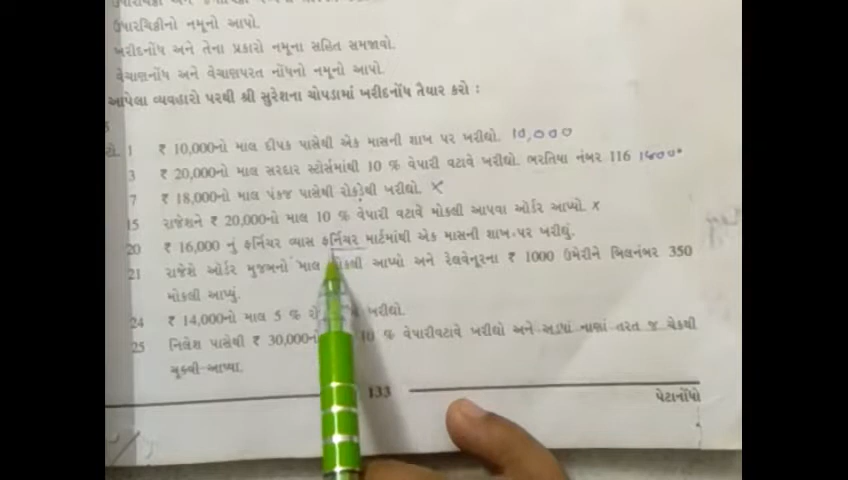 ઉપારચિઠ્ઠીનો નમૂનો આપો.
ખરીદનોંધ અને તેના પ્રકારો નમૂના સહિત સમજાવો.
વેચાણનોંધ અને વેચાણપરત નોંધનો નમૂનો આપો.
આપેલા વ્યવહારો પરથી શ્રી સુરેશના ચોપડામાં ખરીદનોંધ તૈયાર કરો :
1 ₹ 10,000નો માલ દીપક પાસેથી એક માસની શાખ પર ખરીદ્યો. 10,000
3 ₹ 20,000નો માલ સરદાર સ્ટોર્સમાંથી 10 % વેપારી વટાવે ખરીદ્યો. ભરતિયા નંબર 116
7 ₹ 18,000નો માલ પંકજ પાસેથી રોકડેથી ખરીદ્યો. X
15 રાજેશને ₹ 20,000નો માલ 10 % વેપારી વટાવે મોકલી આપવા ઓર્ડર આપ્યો. x
20 ₹ 16,000 નું ફર્નિચર વ્યાસ ફર્નિચર માર્ટમાંથી એક માસની શાખ પર ખરીદ્યું.
21 રાજેશે ઓર્ડર મુજબનો માલ મોકલી આપ્યો અને રેલવેનૂરના ₹ 1000 ઉમેરીને બિલનંબર 350
મોકલી આપ્યું.
24 ₹ 14,000નો માલ 5 % ખરીદ્યો.
25 નિલેશ પાસેથી ₹ 30,000નો 10 % વેપારીવટાવે ખરીદ્યો અને અડધાં નાણાં તરત જ ચેકથી
ચૂકવી આપ્યા.
133
પેટાનોંધો